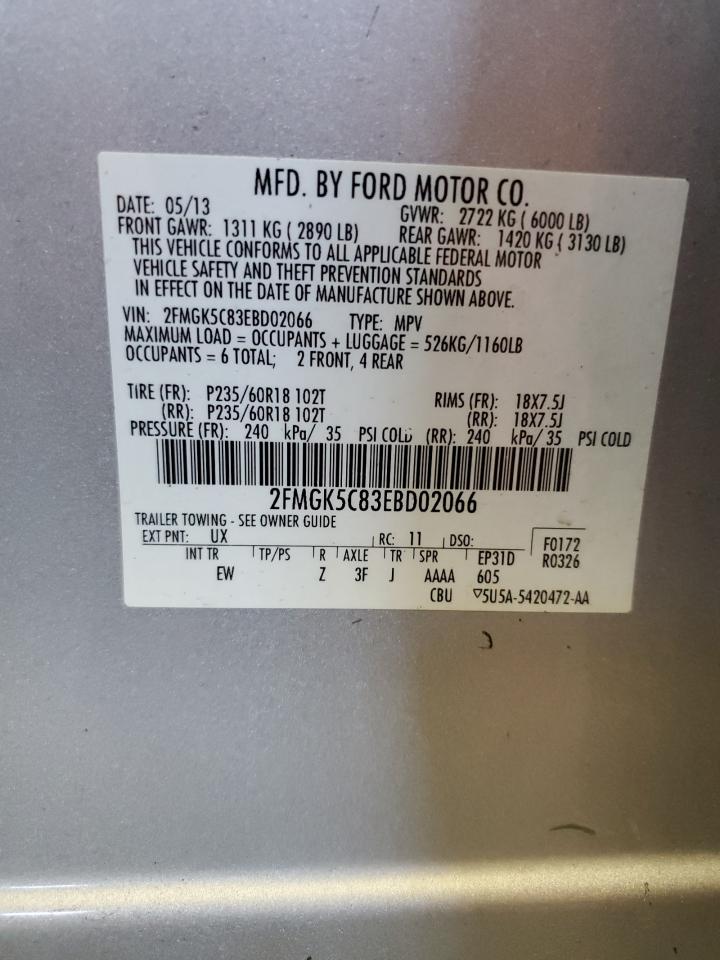 MFD. BY FORD MOTOR CO.
DATE: 05/13 GVWR: 2722 KG ( 6000 LB)
FRONT GAWR: 1311 KG ( 2890 LB) REAR GAWR: 1420 KG ( 3130 LB)
THIS VEHICLE CONFORMS TO ALL APPLICABLE FEDERAL MOTOR
VEHICLE SAFETY AND THEFT PREVENTION STANDARDS
IN EFFECT ON THE DATE OF MANUFACTURE SHOWN ABOVE.
VIN: 2FMGK5C83EBD02066 TYPE: MPV
MAXIMUM LOAD = OCCUPANTS + LUGGAGE = 526KG/1160LB
OCCUPANTS = 6 TOTAL; 2 FRONT, 4 REAR
TIRE (FR): P235/60R18 102T RIMS (FR): 18X7.5J
(RR): P235/60R18 102T (RR): 18X7.5J
PRESSURE (FR): 240 kPa/ 35 PSI COLD (RR): 240 kPa/ 35 PSI COLD
2FMGK5C83EBD02066
TRAILER TOWING - SEE OWNER GUIDE
EXT PNT: UX RC: 11 DSO: F0172
INT TR TP/PS R AXLE TR SPR EP31D R0326
EW Z 3F J AAAA 605
CBU ▽5U5A-5420472-AA